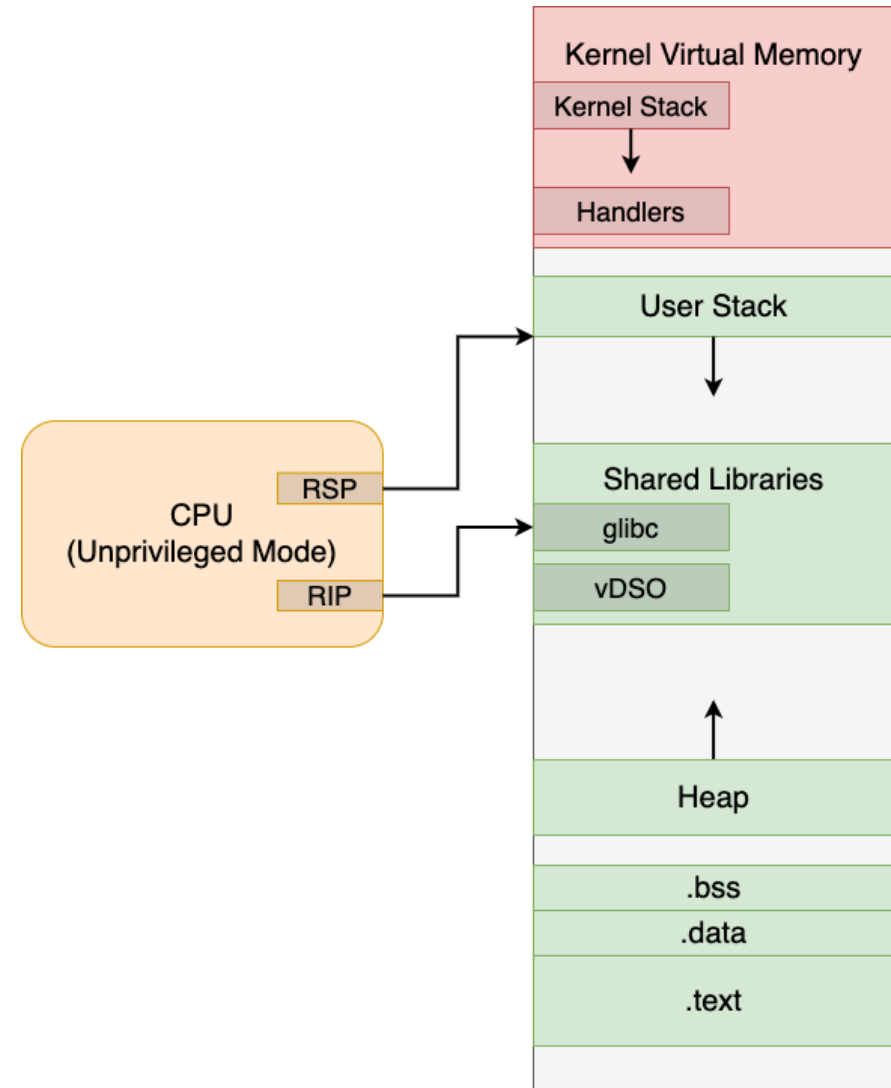 Kernel Virtual Memory
Kernel Stack
Handlers
User Stack
CPU
(Unprivileged Mode)
RSP
RIP
Shared Libraries
glibc
vDSO
Heap
.bss
.data
.text